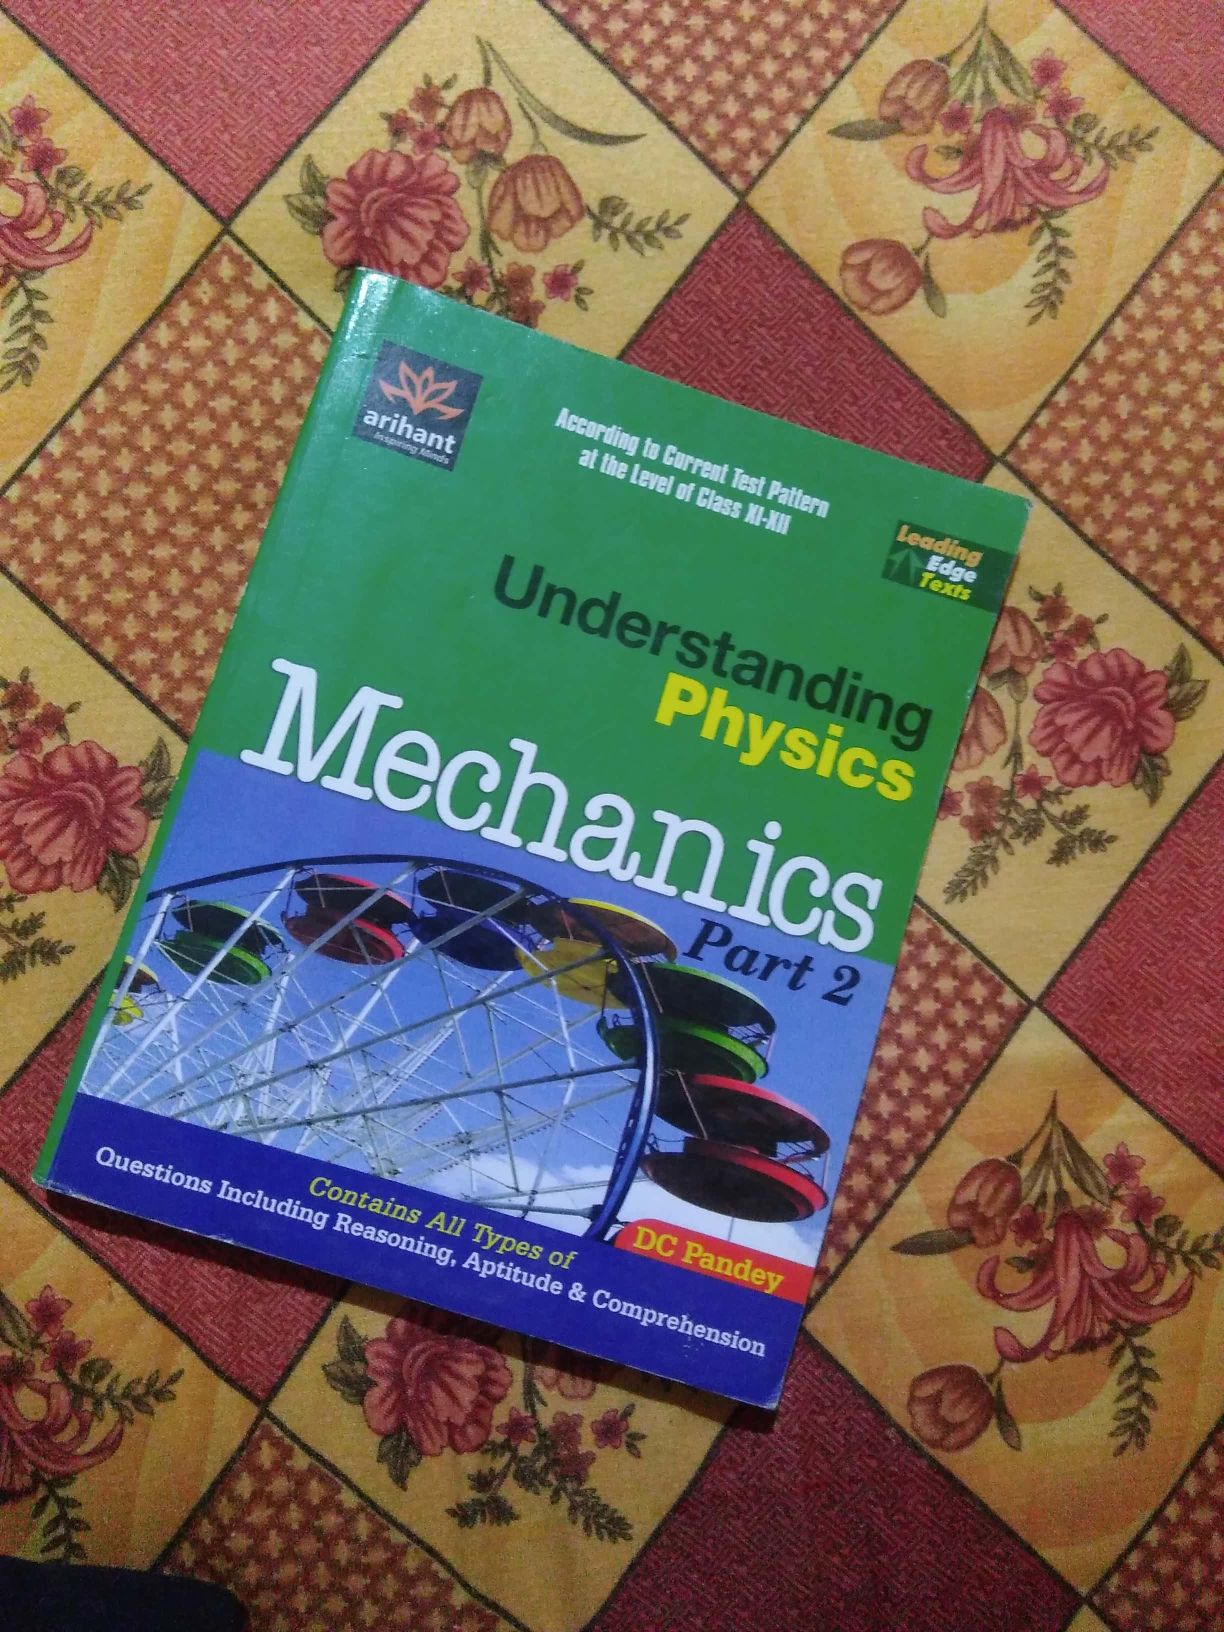 arihant
Inspiring Minds
According to Current Test Pattern
at the Level of Class XI-XII
Leading
Edge
Texts
Understanding
Physics
Mechanics
Part 2
DC Pandey
Contains All Types of
Questions Including Reasoning, Aptitude & Comprehension